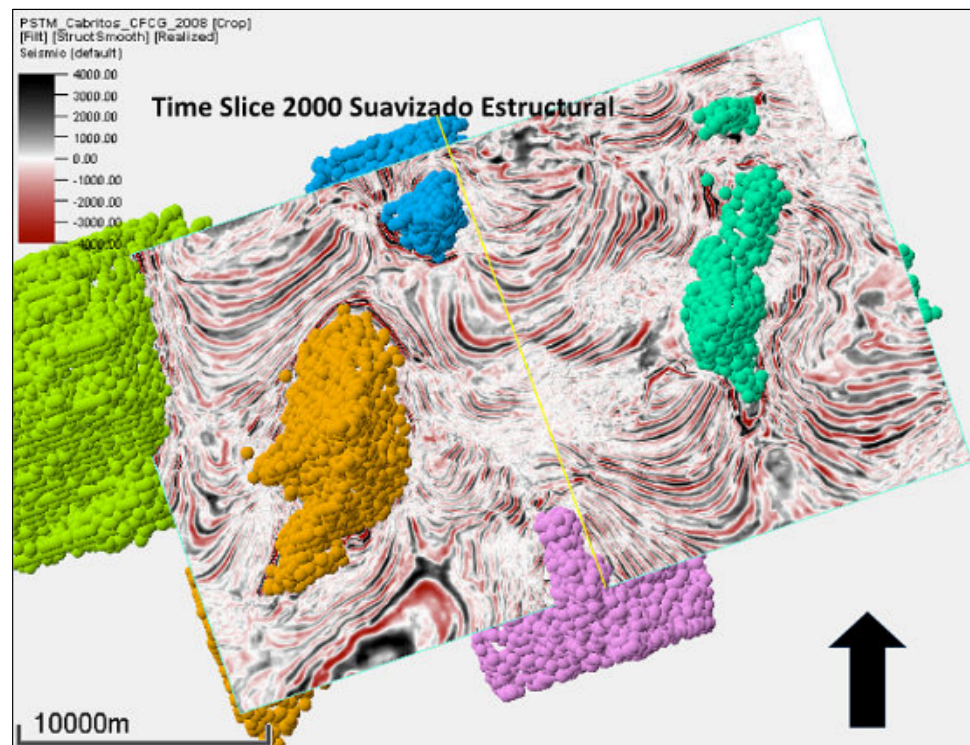 PSTM_Cabritos_CFCG_2008 [Crop]
[Filt] [StructSmooth] [Realized]
Seismic (default)
4000.00
3000.00
2000.00
1000.00
0.00
-1000.00
-2000.00
-3000.00
-4000.00
Time Slice 2000 Suavizado Estructural
10000m